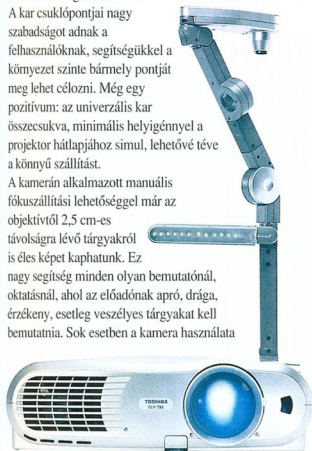 A kar csuklópontjai nagy
szabadságot adnak a
felhasználóknak, segítségükkel a
környezet szinte bármely pontját
meg lehet célozni. Még egy
pozitívum: az univerzális kar
összecsukva, minimális helyigénnyel a
projektor hátlapjához simul, lehetővé téve
a könnyű szállítást.
A kamerán alkalmazott manuális
fókuszállítási lehetőséggel már az
objektívtől 2,5 cm-es
távolságra lévő tárgyakról
is éles képet kaphatunk. Ez
nagy segítség minden olyan bemutatónál,
oktatásnál, ahol az előadónak apró, drága,
érzékeny, esetleg veszélyes tárgyakat kell
bemutatnia. Sok esetben a kamera használata
TOSHIBA